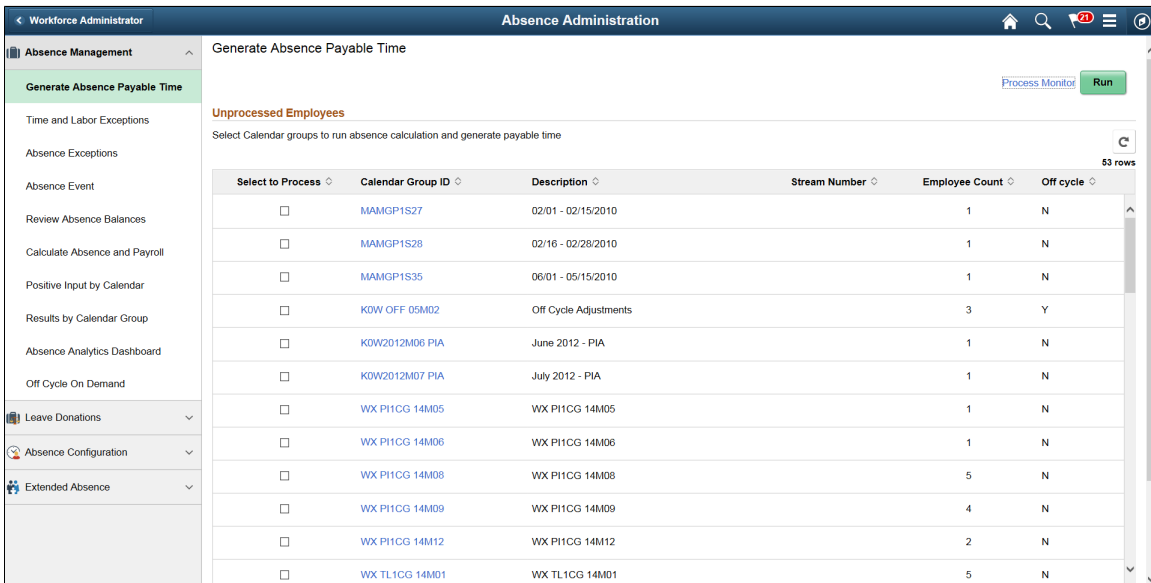 Workforce Administrator
Absence Administration
21
Absence Management
Generate Absence Payable Time
Time and Labor Exceptions
Absence Exceptions
Absence Event
Review Absence Balances
Calculate Absence and Payroll
Positive Input by Calendar
Results by Calendar Group
Absence Analytics Dashboard
Off Cycle On Demand
Leave Donations
Absence Configuration
Extended Absence
Generate Absence Payable Time
Process Monitor Run
Unprocessed Employees
Select Calendar groups to run absence calculation and generate payable time
53 rows
Select to Process Calendar Group ID Description Stream Number Employee Count Off cycle
MAMGP1S27 02/01 - 02/15/2010 1 N
MAMGP1S28 02/16 - 02/28/2010 1 N
MAMGP1S35 06/01 - 05/15/2010 1 N
K0W OFF 05M02 Off Cycle Adjustments 3 Y
K0W2012M06 PIA June 2012 - PIA 1 N
K0W2012M07 PIA July 2012 - PIA 1 N
WX PI1CG 14M05 WX PI1CG 14M05 1 N
WX PI1CG 14M06 WX PI1CG 14M06 1 N
WX PI1CG 14M08 WX PI1CG 14M08 5 N
WX PI1CG 14M09 WX PI1CG 14M09 4 N
WX PI1CG 14M12 WX PI1CG 14M12 2 N
WX TL1CG 14M01 WX TL1CG 14M01 5 N